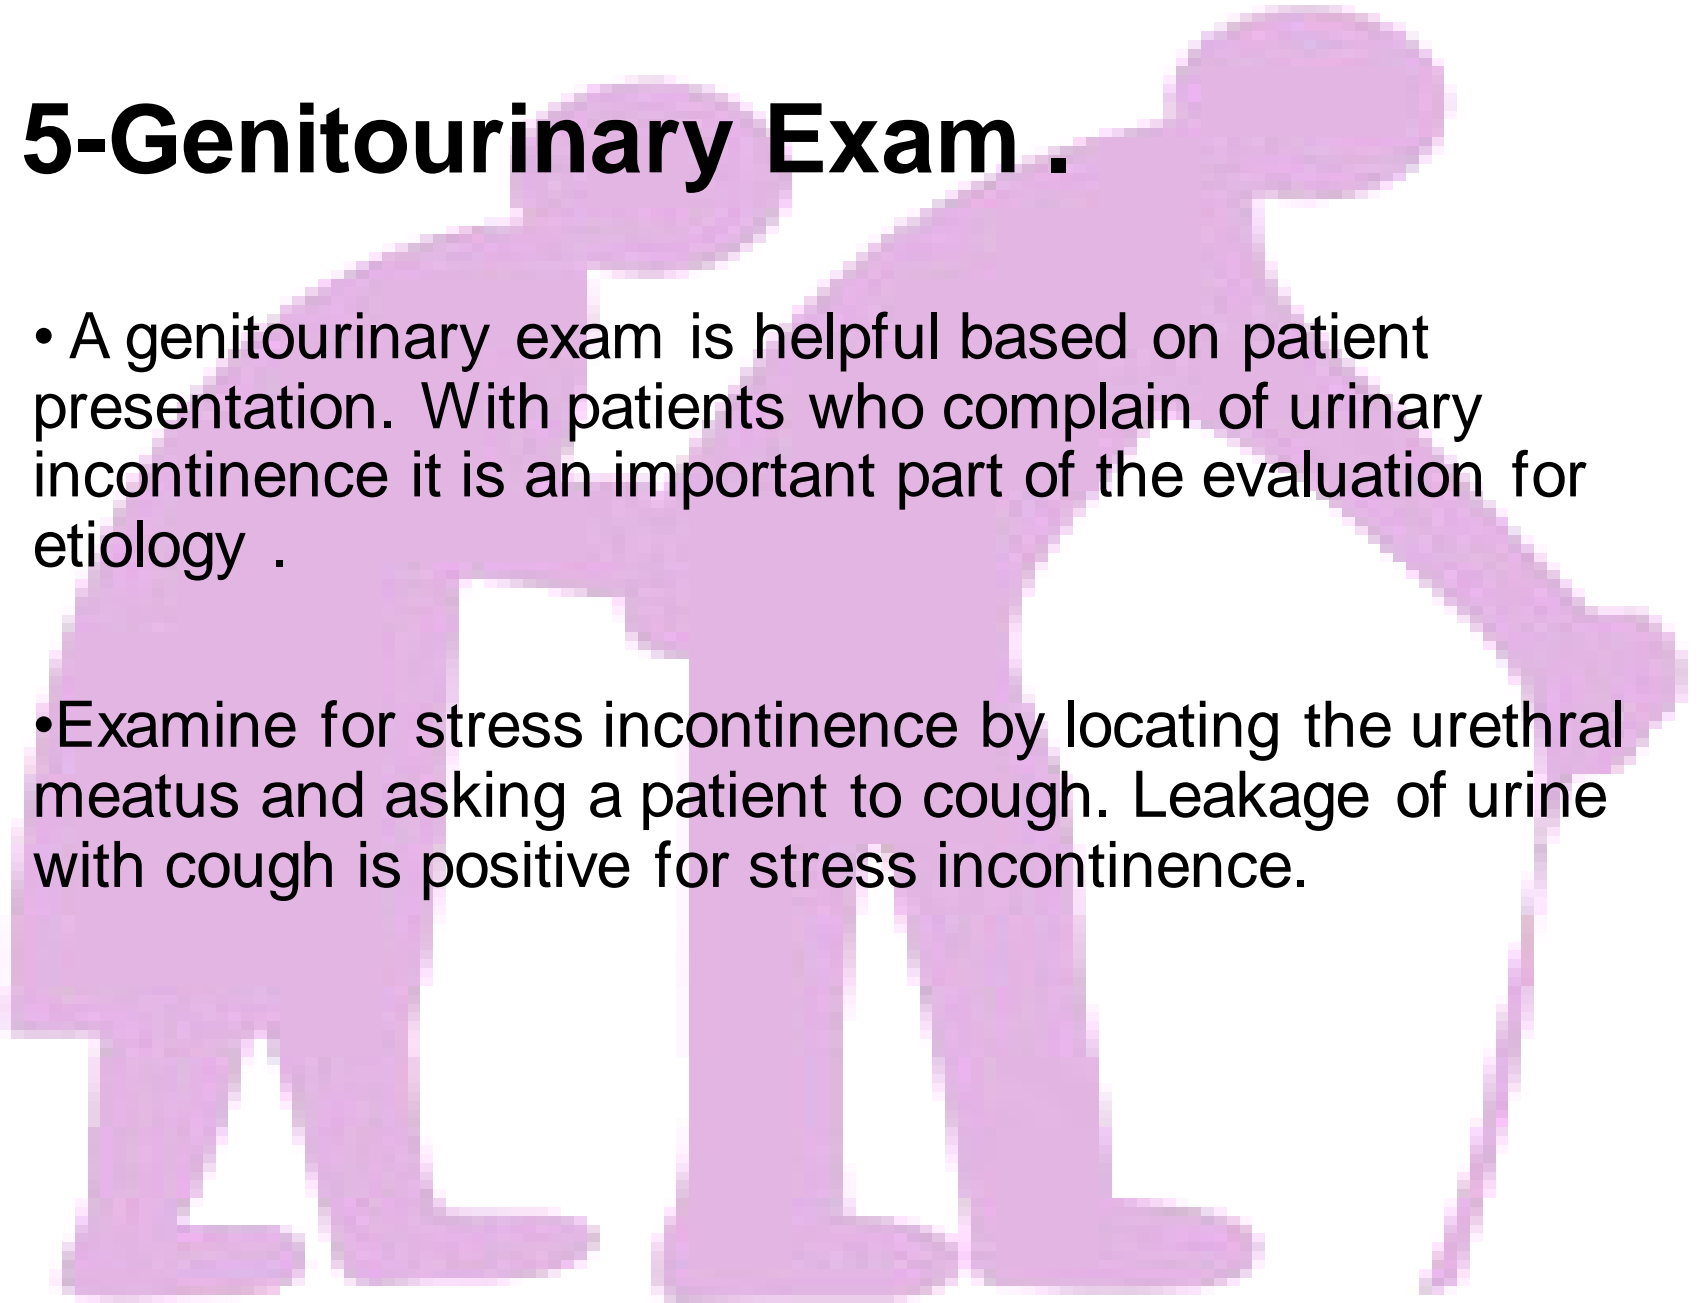 5-Genitourinary Exam .
• A genitourinary exam is helpful based on patient
presentation. With patients who complain of urinary
incontinence it is an important part of the evaluation for
etiology .
•Examine for stress incontinence by locating the urethral
meatus and asking a patient to cough. Leakage of urine
with cough is positive for stress incontinence.